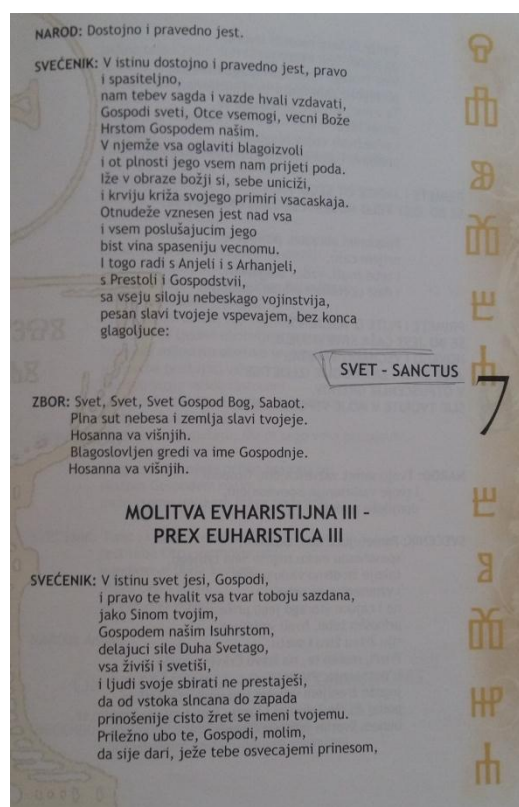 NAROD: Dostojno i pravedno jest.
SVEĆENIK: V istinu dostojno i pravedno jest, pravo
i spasiteljno,
nam tebev sagda i vazde hvali vzdavati,
Gospodi sveti, Otce vsemogi, vecni Bože
Hrstom Gospodem našim.
V njemže vsa oglaviti blagoizvoli
i ot plnosti jego vsem nam prijeti poda.
Iže v obraze božji si, sebe uniciži,
i krviju križa svojego primiri vsacaskaja.
Otnudeže vznesen jest nad vsa
i vsem poslušajucim jego
bist vina spaseniju vecnomu.
I togo radi s Anjeli i s Arhanjeli,
s Prestoli i Gospodstvii,
sa vseju siloju nebeskago vojinstvija,
pesan slavi tvojeje vspevajem, bez konca
glagoljuce:
SVET - SANCTUS
7
ZBOR: Svet, Svet, Svet Gospod Bog, Sabaot.
Plna sut nebesa i zemlja slavi tvojeje.
Hosanna va višnjih.
Blagoslovljen gredi va ime Gospodnje.
Hosanna va višnjih.
MOLITVA EVHARISTIJNA III -
PREX EUHARISTICA III
SVEĆENIK: V istinu svet jesi, Gospodi,
i pravo te hvalit vsa tvar toboju sazdana,
jako Sinom tvojim,
Gospodem našim Isuhrstom,
delajuci sile Duha Svetago,
vsa živiši i svetiši,
i ljudi svoje sbirati ne prestaješi,
da od vstoka slncana do zapada
prinošenije cisto žret se imeni tvojemu.
Priležno ubo te, Gospodi, molim,
da sije dari, ježe tebe osvecajemi prinesom,